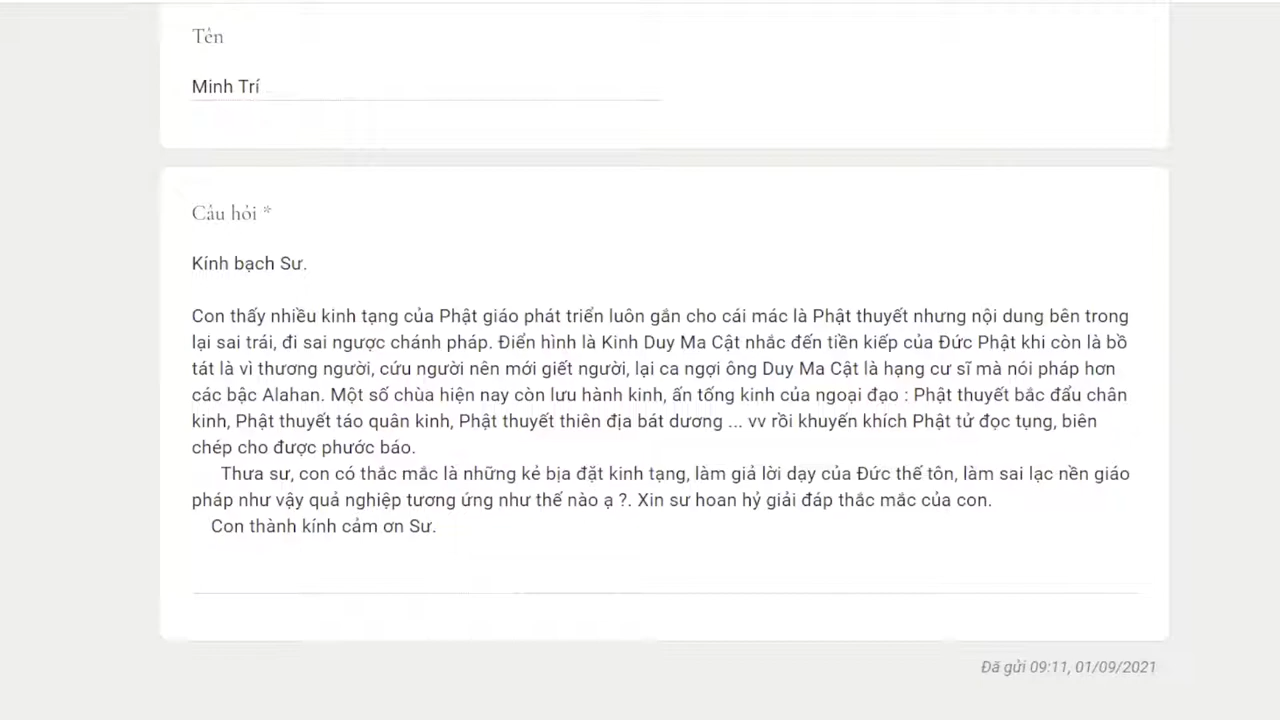 Tên
Minh Trí
Câu hỏi *
Kính bạch Sư.
Con thấy nhiều kinh tạng của Phật giáo phát triển luôn gắn cho cái mác là Phật thuyết nhưng nội dung bên trong
lại sai trái, đi sai ngược chánh pháp. Điển hình là Kinh Duy Ma Cật nhắc đến tiền kiếp của Đức Phật khi còn là bồ
tát là vì thương người, cứu người nên mới giết người, lại ca ngợi ông Duy Ma Cật là hạng cư sĩ mà nói pháp hơn
các bậc Alahan. Một số chùa hiện nay còn lưu hành kinh, ấn tống kinh của ngoại đạo : Phật thuyết bắc đẩu chân
kinh, Phật thuyết táo quân kinh, Phật thuyết thiên địa bát dương ... vv rồi khuyến khích Phật tử đọc tụng, biên
chép cho được phước báo.
Thưa sư, con có thắc mắc là những kẻ bịa đặt kinh tạng, làm giả lời dạy của Đức thế tôn, làm sai lạc nền giáo
pháp như vậy quả nghiệp tương ứng như thế nào ạ ?. Xin sư hoan hỷ giải đáp thắc mắc của con.
Con thành kính cảm ơn Sư.
Đã gửi 09:11, 01/09/2021